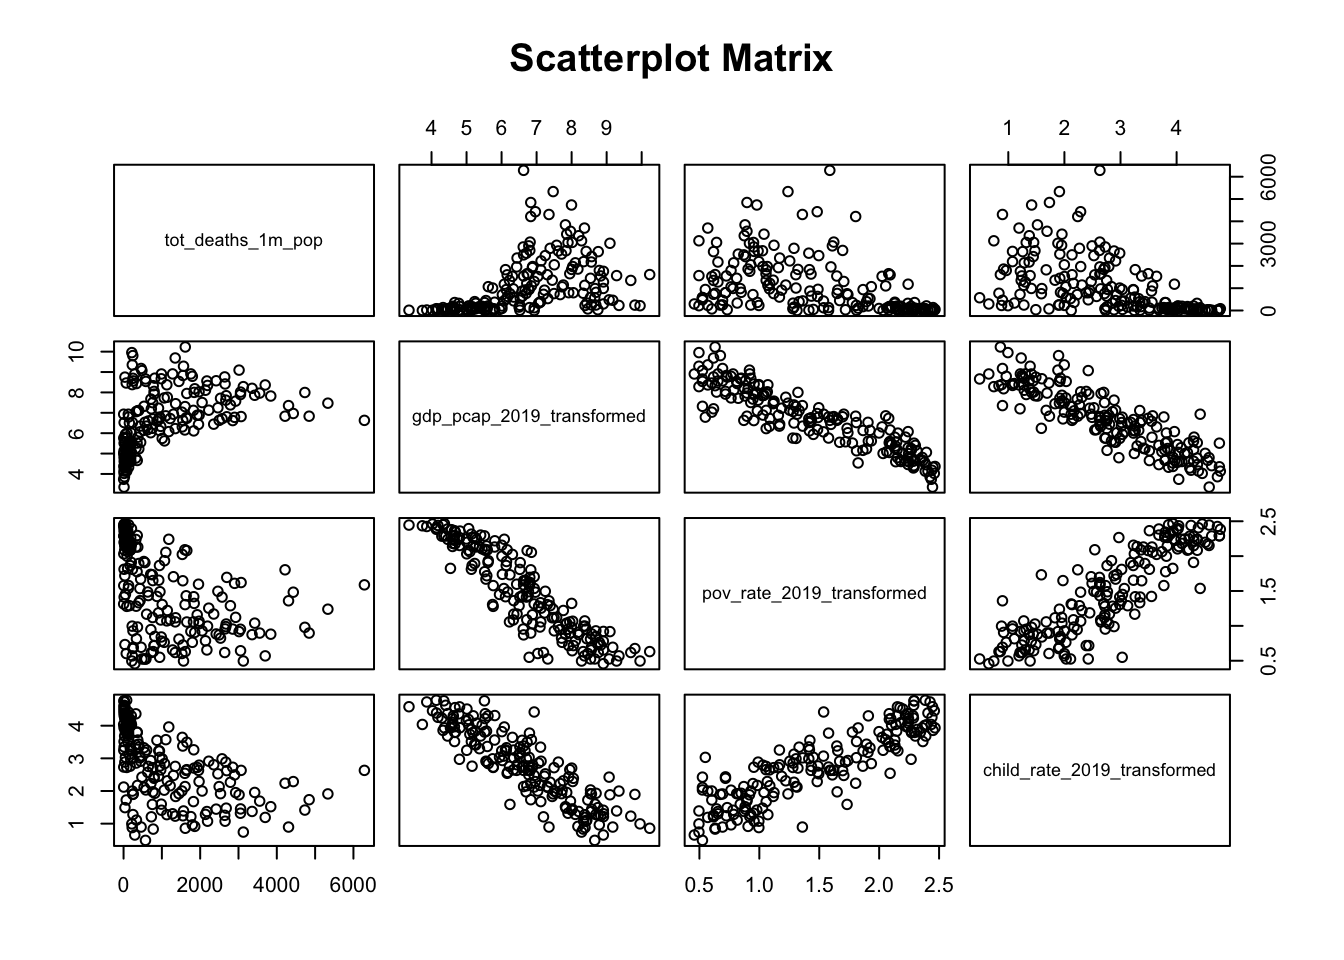 Scatterplot Matrix
4 5 6 7 8 9
1 2 3 4
tot_deaths_1m_pop
0 3000 6000
4 6 8 10
gdp_pcap_2019_transformed
pov_rate_2019_transformed
0.5 1.5 2.5
1 2 3 4
child_rate_2019_transformed
0 2000 4000 6000
0.5 1.0 1.5 2.0 2.5